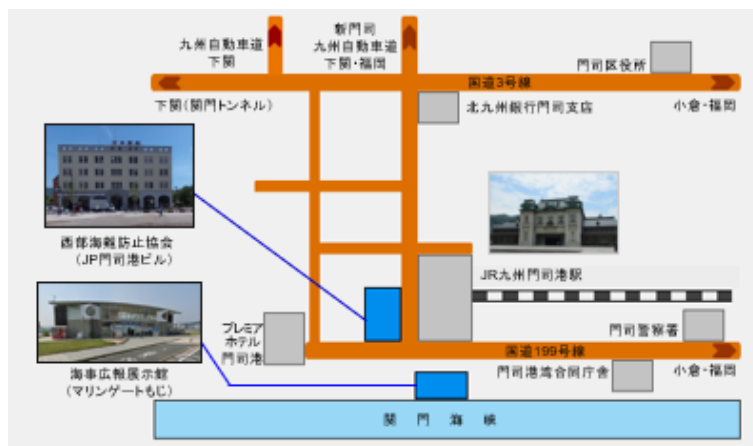 九州自動車道
下関
新門司
九州自動車道
下関・福岡
門司区役所
国道3号線
下関(関門トンネル)
北九州銀行門司支店
小倉・福岡
西部海難防止協会
(JP門司港ビル)
JR九州門司港駅
プレミア
ホテル
門司港
門司警察署
国道199号線
海事広報展示館
(マリンゲートもじ)
門司港湾合同庁舎
小倉・福岡
関門海峡